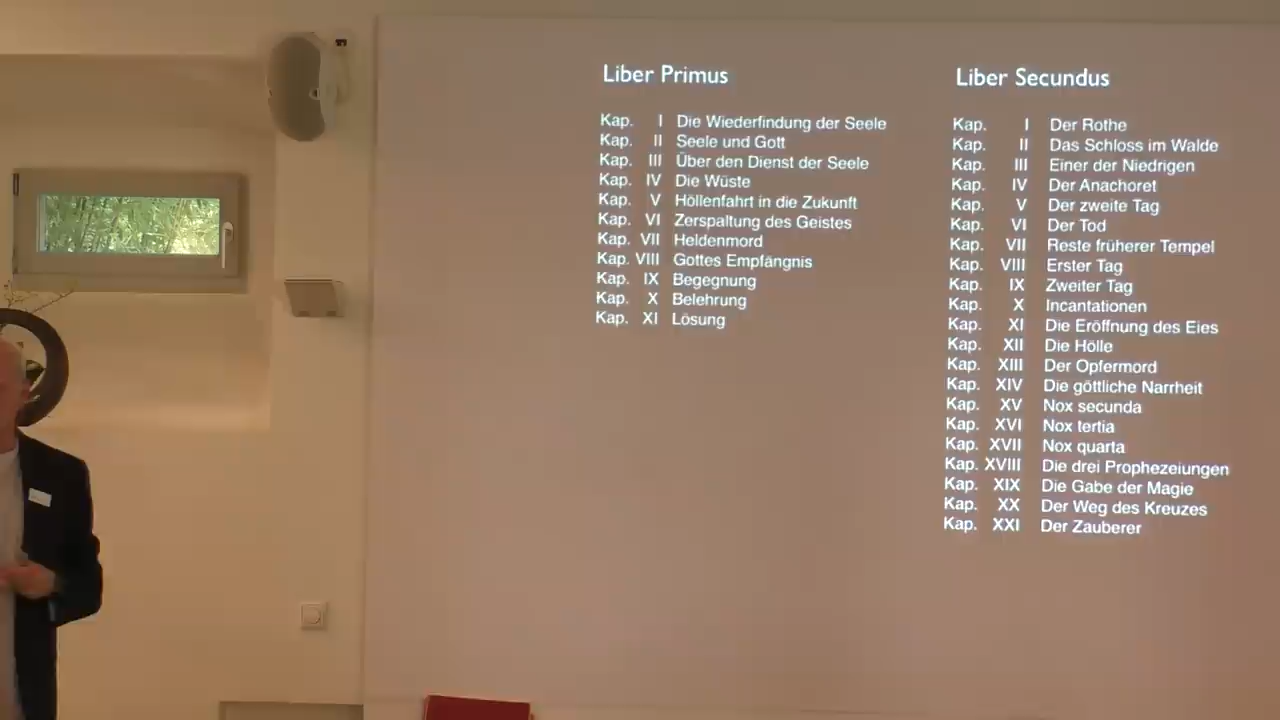 Liber Primus
Kap. I Die Wiederfindung der Seele
Kap. II Seele und Gott
Kap. III Über den Dienst der Seele
Kap. IV Die Wüste
Kap. V Höllenfahrt in die Zukunft
Kap. VI Zerspaltung des Geistes
Kap. VII Heldenmord
Kap. VIII Gottes Empfängnis
Kap. IX Begegnung
Kap. X Belehrung
Kap. XI Lösung
Liber Secundus
Kap. I Der Rothe
Kap. II Das Schloss im Walde
Kap. III Einer der Niedrigen
Kap. IV Der Anachoret
Kap. V Der zweite Tag
Kap. VI Der Tod
Kap. VII Reste früherer Tempel
Kap. VIII Erster Tag
Kap. IX Zweiter Tag
Kap. X Incantationen
Kap. XI Die Eröffnung des Eies
Kap. XII Die Hölle
Kap. XIII Der Opfermord
Kap. XIV Die göttliche Narrheit
Kap. XV Nox secunda
Kap. XVI Nox tertia
Kap. XVII Nox quarta
Kap. XVIII Die drei Prophezeiungen
Kap. XIX Die Gabe der Magie
Kap. XX Der Weg des Kreuzes
Kap. XXI Der Zauberer